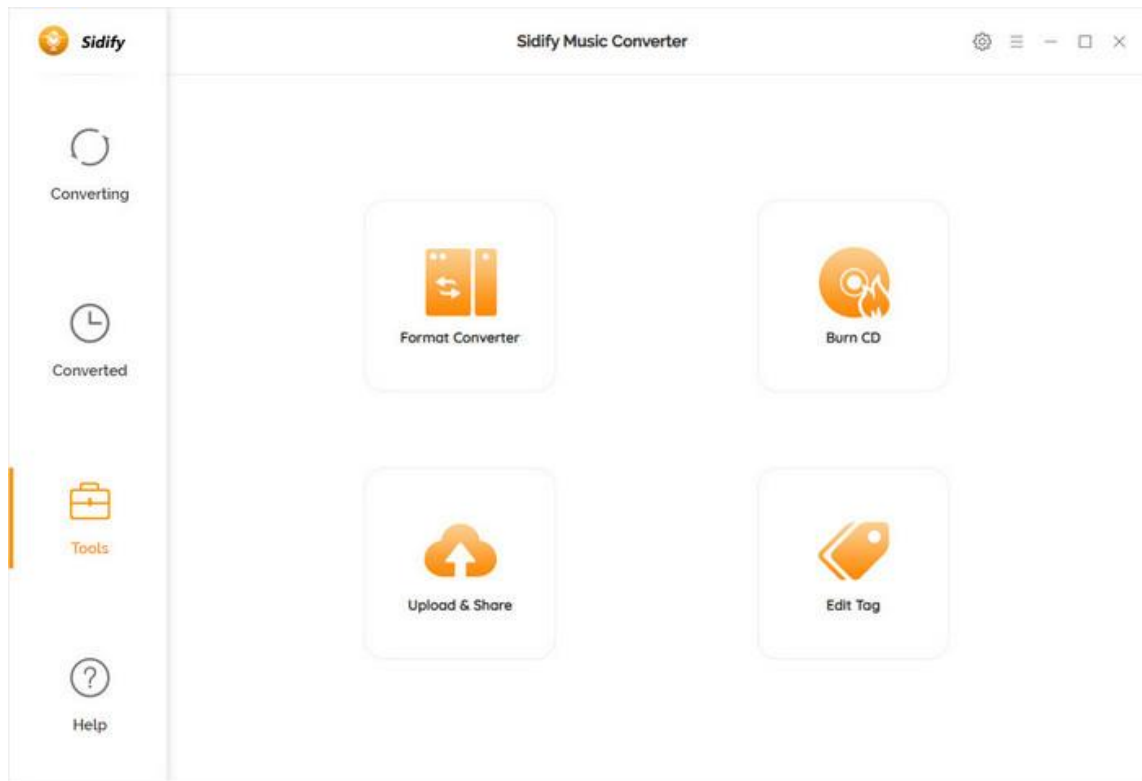 Sidify
Sidify Music Converter
Converting
Converted
Tools
Help
Format Converter
Burn CD
Upload & Share
Edit Tag